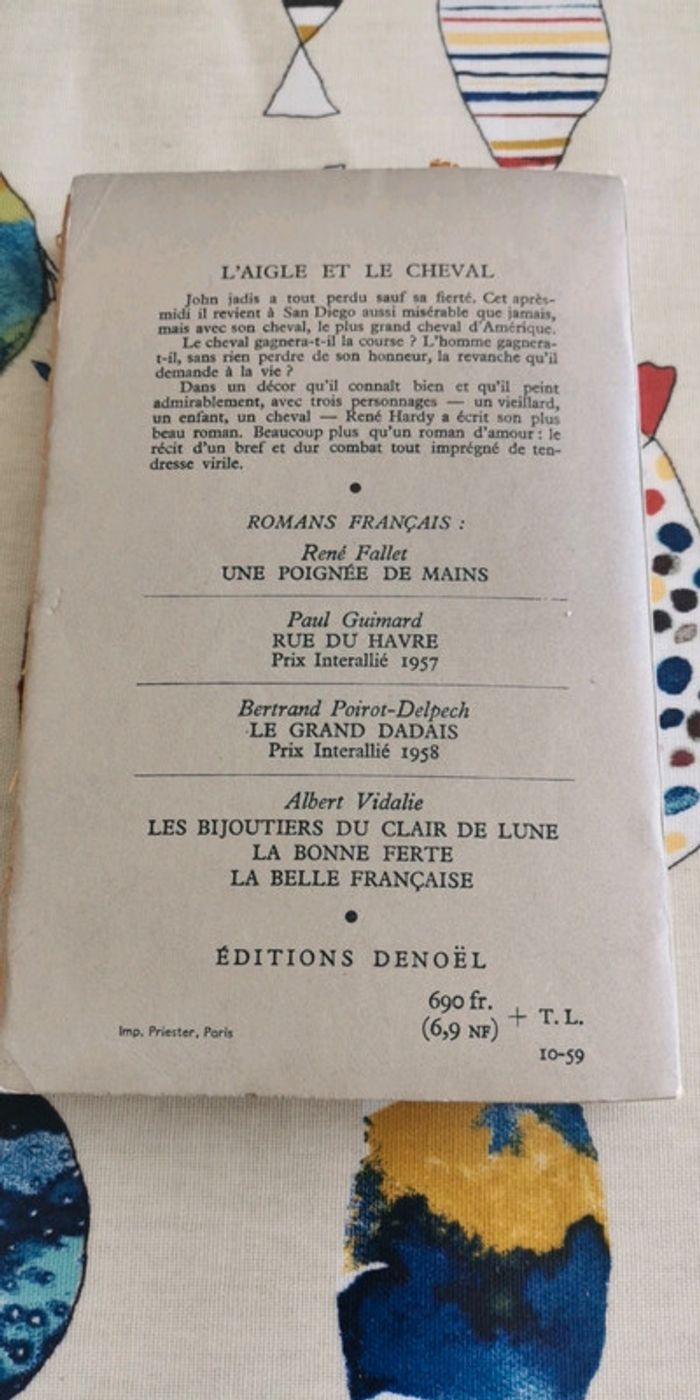 L'AIGLE ET LE CHEVAL
John jadis a tout perdu sauf sa fierté. Cet après-
midi il revient à San Diego aussi misérable que jamais,
mais avec son cheval, le plus grand cheval d'Amérique.
Le cheval gagnera-t-il la course ? L'homme gagnera-
t-il, sans rien perdre de son honneur, la revanche qu'il
demande à la vie ?
Dans un décor qu'il connaît bien et qu'il peint
admirablement, avec trois personnages — un vieillard,
un enfant, un cheval — René Hardy a écrit son plus
beau roman. Beaucoup plus qu'un roman d'amour : le
récit d'un bref et dur combat tout imprégné de ten-
dresse virile.
ROMANS FRANÇAIS :
René Fallet
UNE POIGNÉE DE MAINS
Paul Guimard
RUE DU HAVRE
Prix Interallié 1957
Bertrand Poirot-Delpech
LE GRAND DADAIS
Prix Interallié 1958
Albert Vidalie
LES BIJOUTIERS DU CLAIR DE LUNE
LA BONNE FERTE
LA BELLE FRANÇAISE
ÉDITIONS DENOËL
690 fr.
(6,9 NF) + T. L.
Imp. Priester, Paris
10-59